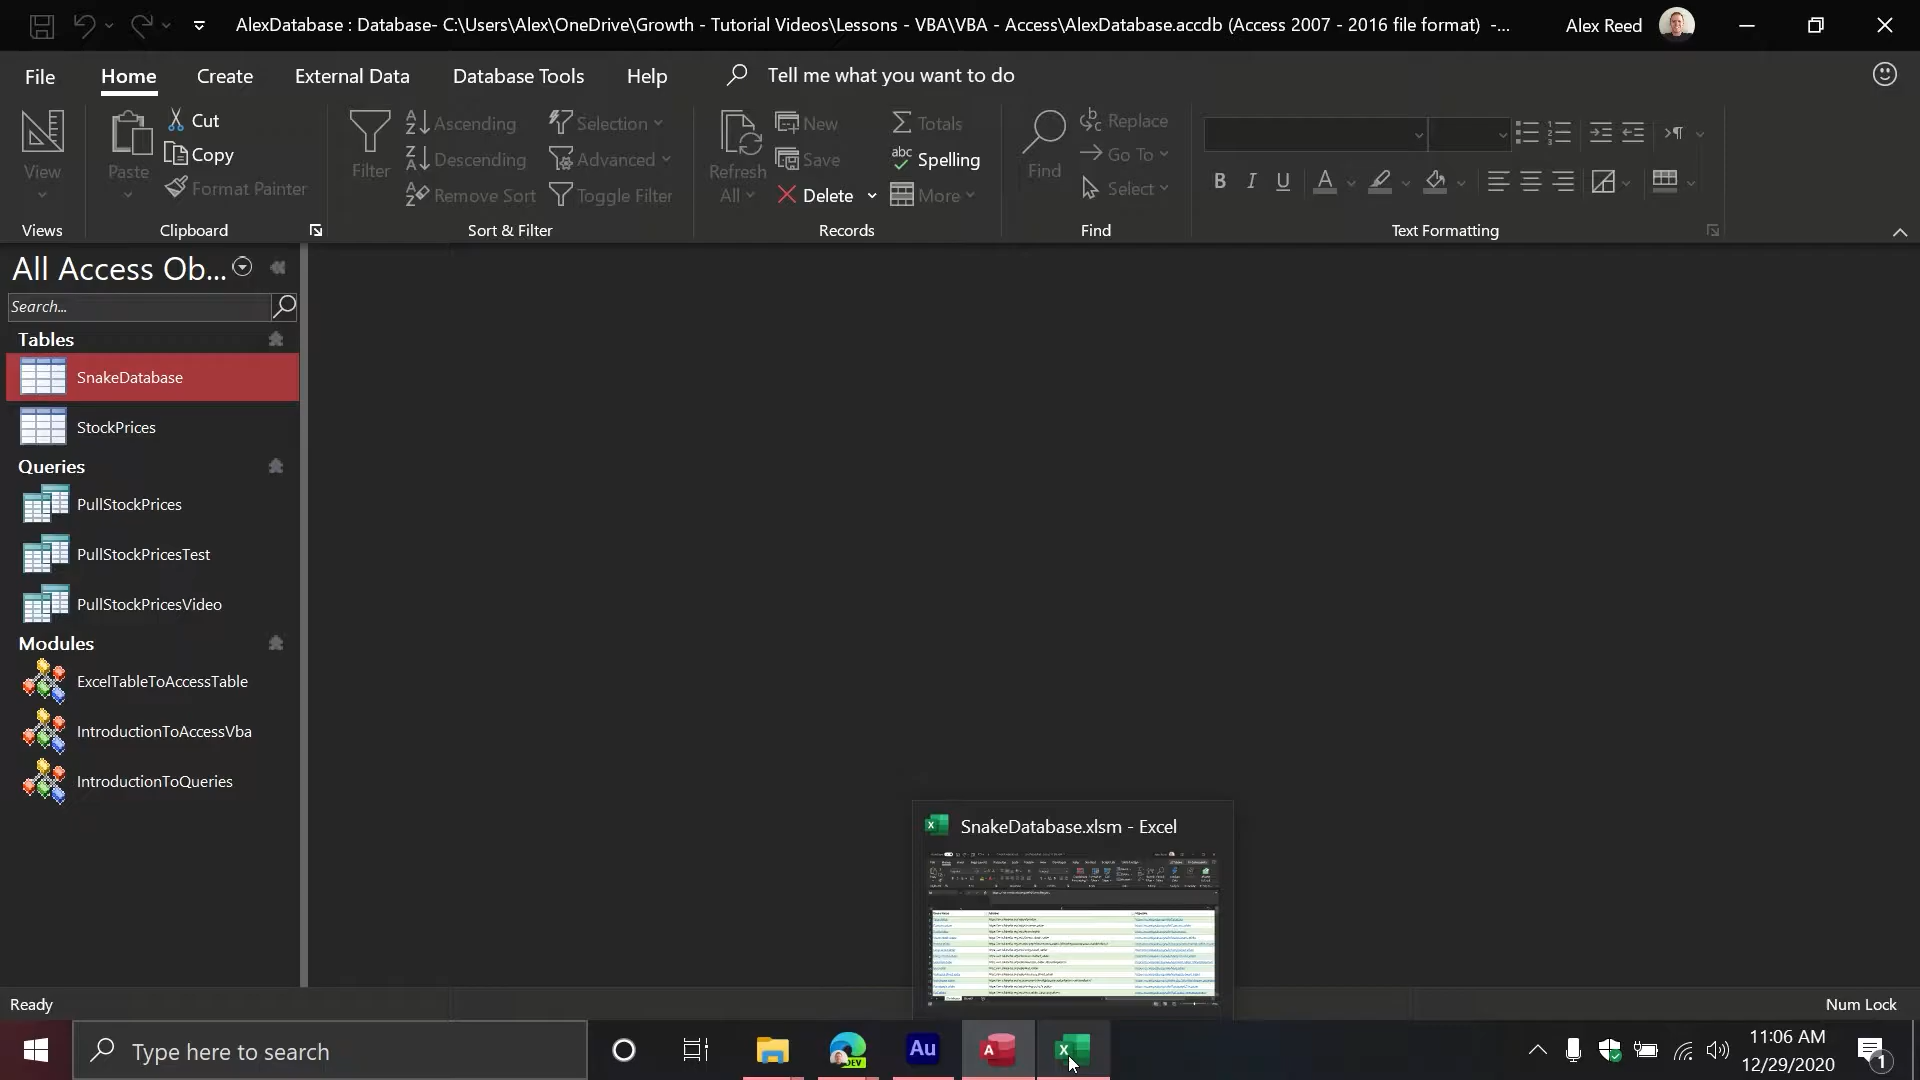 AlexDatabase : Database- C:\Users\Alex\OneDrive\Growth - Tutorial Videos\Lessons - VBA\VBA - Access\AlexDatabase.accdb (Access 2007 - 2016 file format) -...
Alex Reed
File
Home
Create
External Data
Database Tools
Help
Tell me what you want to do
View
Views
Paste
Cut
Copy
Format Painter
Clipboard
Filter
Ascending
Descending
Remove Sort
Selection
Advanced
Toggle Filter
Sort & Filter
Refresh
All
New
Save
Delete
Totals
Spelling
More
Records
Find
Replace
Go To
Select
Find
B I U A
Text Formatting
All Access Ob...
Search...
Tables
SnakeDatabase
StockPrices
Queries
PullStockPrices
PullStockPricesTest
PullStockPricesVideo
Modules
ExcelTableToAccessTable
IntroductionToAccessVba
IntroductionToQueries
SnakeDatabase.xlsm - Excel
Ready
Num Lock
Type here to search
DEV
Au
A
X
11:06 AM
12/29/2020
1